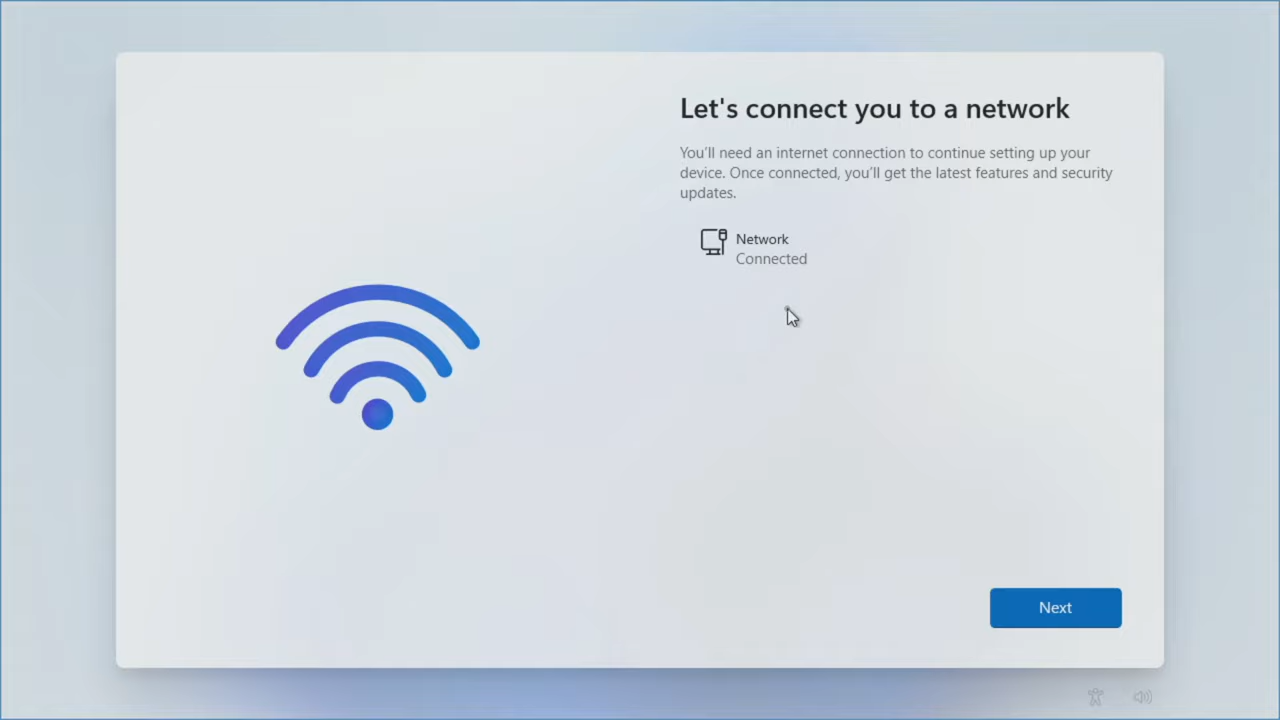 Let's connect you to a network
You'll need an internet connection to continue setting up your
device. Once connected, you'll get the latest features and security
updates.
Network
Connected
Next